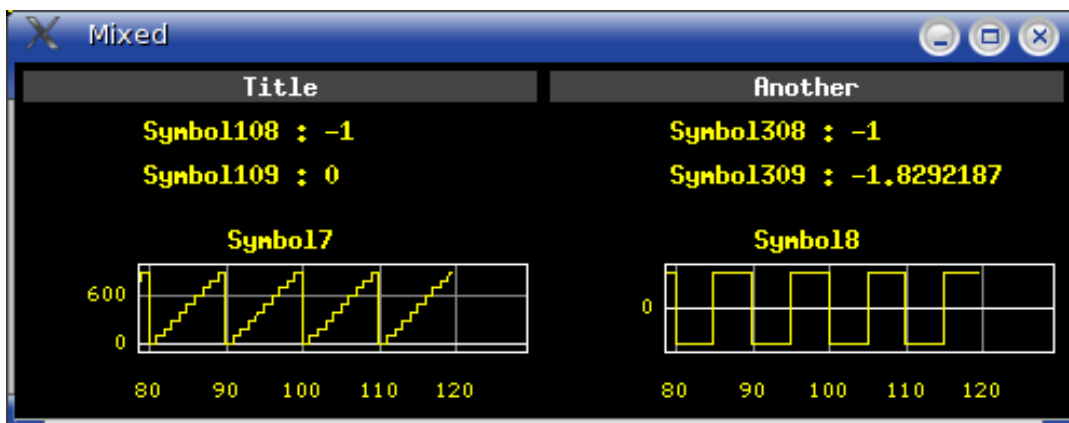 Mixed
Title
Another
Symbol108 : -1
Symbol308 : -1
Symbol109 : 0
Symbol309 : -1.8292187
Symbol7
Symbol8
600
0
0
80 90 100 110 120
80 90 100 110 120